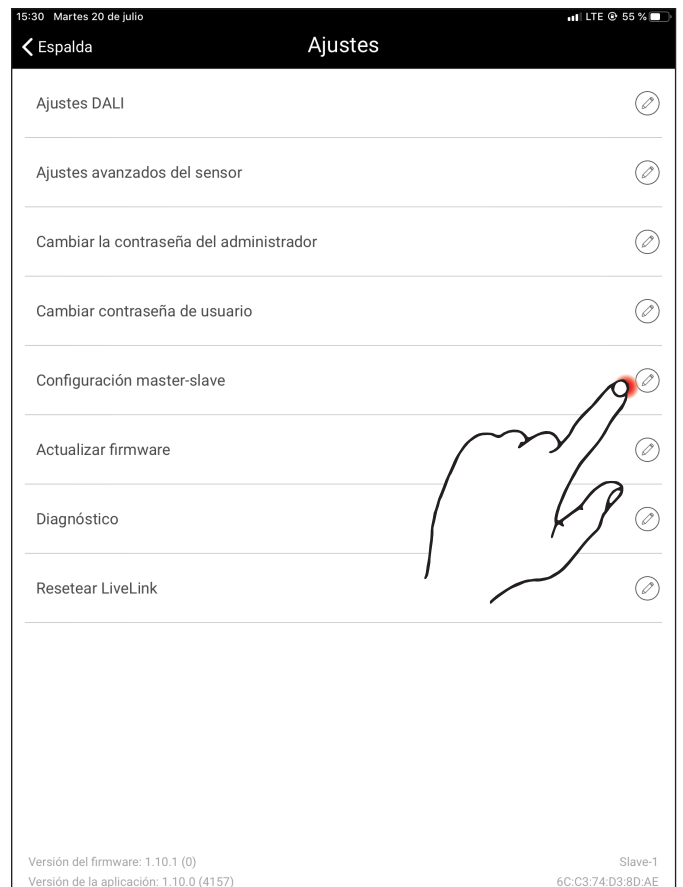 15:30 Martes 20 de julio LTE 55 %
Espalda Ajustes
Ajustes DALI
Ajustes avanzados del sensor
Cambiar la contraseña del administrador
Cambiar contraseña de usuario
Configuración master-slave
Actualizar firmware
Diagnóstico
Resetear LiveLink
Versión del firmware: 1.10.1 (0) Slave-1
Versión de la aplicación: 1.10.0 (4157) 6C:C3:74:D3:8D:AE